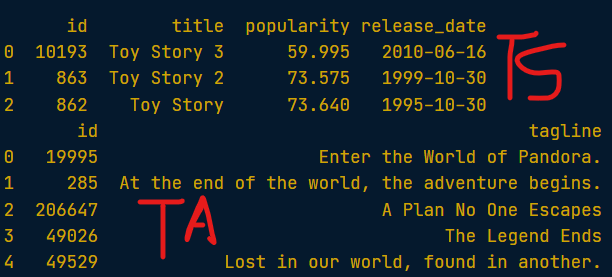 id title popularity release_date
0 10193 Toy Story 3 59.995 2010-06-16
1 863 Toy Story 2 73.575 1999-10-30
2 862 Toy Story 73.640 1995-10-30
TS
id tagline
0 19995 Enter the World of Pandora.
1 285 At the end of the world, the adventure begins.
2 206647 A Plan No One Escapes
3 49026 The Legend Ends
4 49529 Lost in our world, found in another.
TA